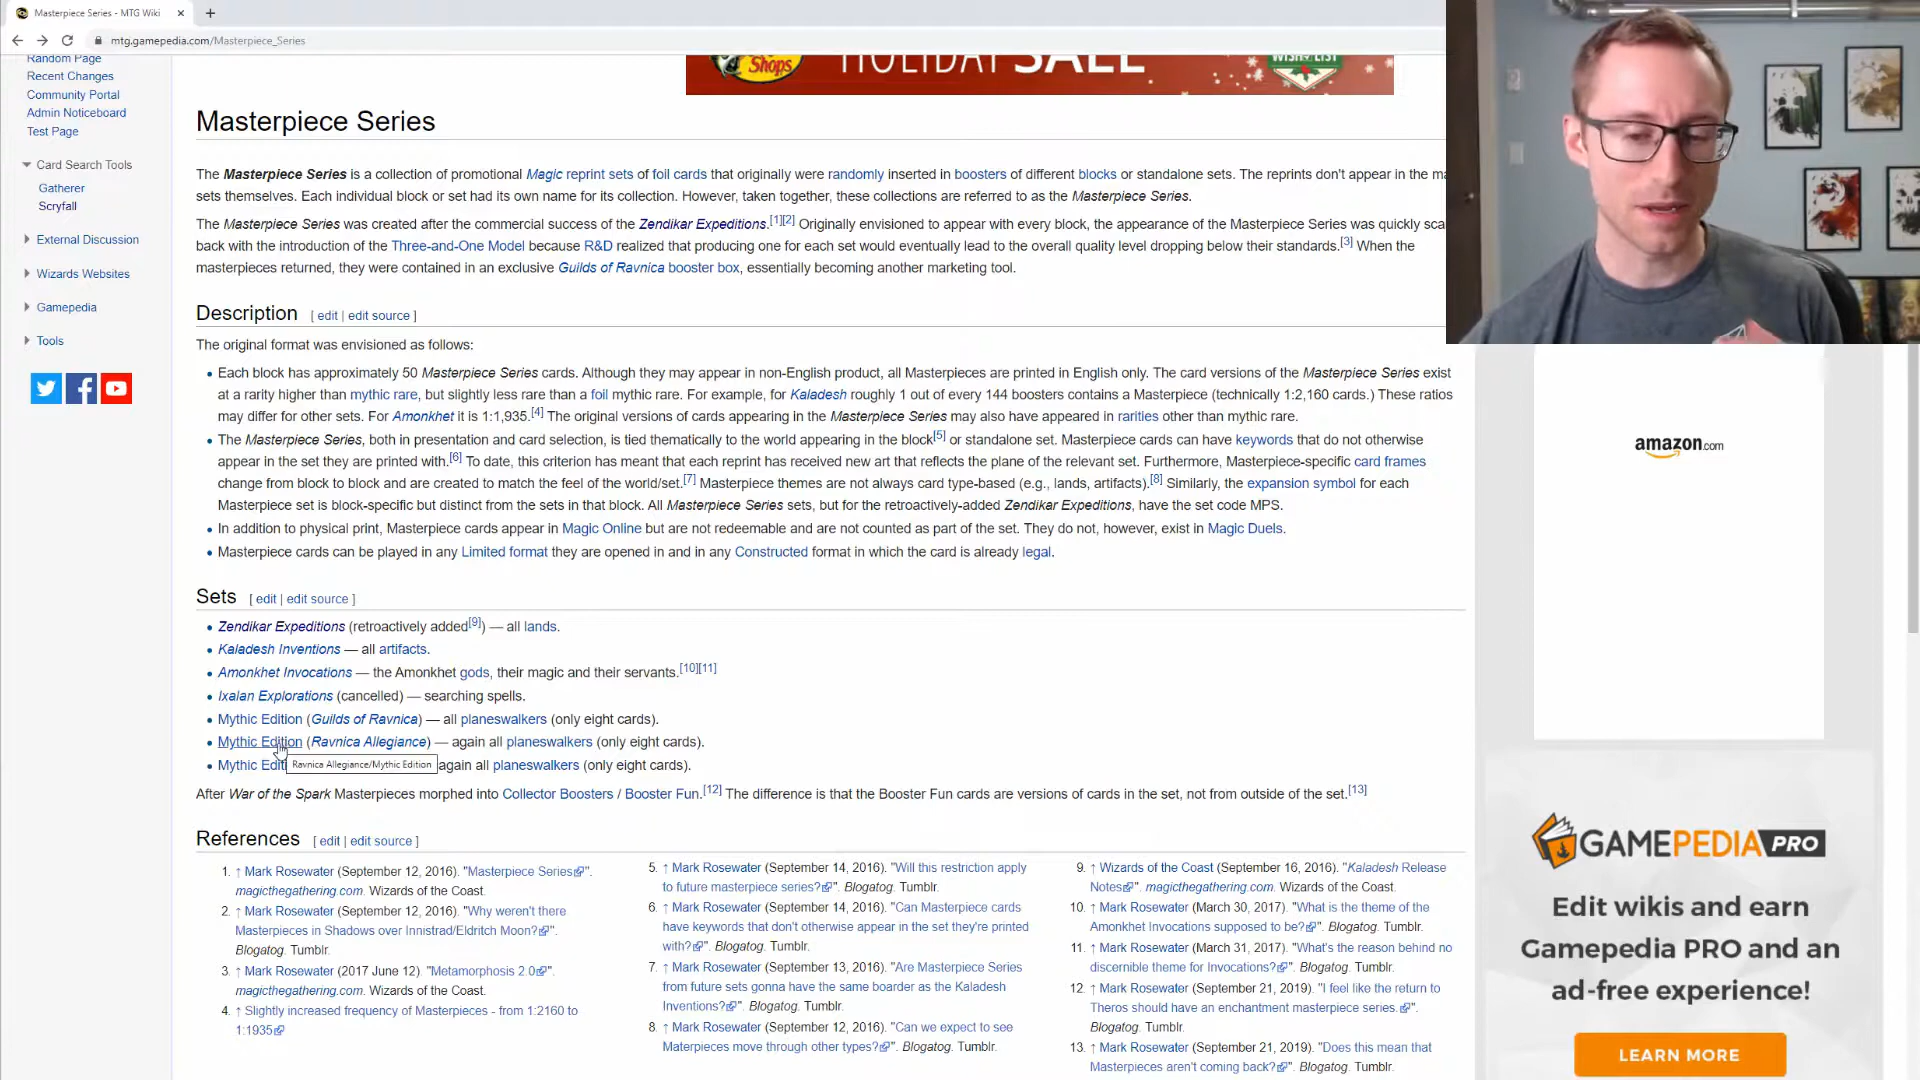 Masterpiece Series - MTG Wiki
mtg.gamepedia.com/Masterpiece_Series
Shops
HOLIDAY SALE
WISH LIST
Random Page
Recent Changes
Community Portal
Admin Noticeboard
Test Page
Card Search Tools
Gatherer
Scryfall
External Discussion
Wizards Websites
Gamepedia
Tools
Masterpiece Series
The Masterpiece Series is a collection of promotional Magic reprint sets of foil cards that originally were randomly inserted in boosters of different blocks or standalone sets. The reprints don't appear in the
sets themselves. Each individual block or set had its own name for its collection. However, taken together, these collections are referred to as the Masterpiece Series.
The Masterpiece Series was created after the commercial success of the Zendikar Expeditions.[1][2] Originally envisioned to appear with every block, the appearance of the Masterpiece Series was quickly
back with the introduction of the Three-and-One Model because R&D realized that producing one for each set would eventually lead to the overall quality level dropping below their standards.[3] When the
masterpieces returned, they were contained in an exclusive Guilds of Ravnica booster box, essentially becoming another marketing tool.
Description [ edit | edit source ]
The original format was envisioned as follows:
• Each block has approximately 50 Masterpiece Series cards. Although they may appear in non-English product, all Masterpieces are printed in English only. The card versions of the Masterpiece Series exist
at a rarity higher than mythic rare, but slightly less rare than a foil mythic rare. For example, for Kaladesh roughly 1 out of every 144 boosters contains a Masterpiece (technically 1:2,160 cards.) These ratios
may differ for other sets. For Amonkhet it is 1:1,935.[4] The original versions of cards appearing in the Masterpiece Series may also have appeared in rarities other than mythic rare.
• The Masterpiece Series, both in presentation and card selection, is tied thematically to the world appearing in the block[5] or standalone set. Masterpiece cards can have keywords that do not otherwise
appear in the set they are printed with.[6] To date, this criterion has meant that each reprint has received new art that reflects the plane of the relevant set. Furthermore, Masterpiece-specific card frames
change from block to block and are created to match the feel of the world/set.[7] Masterpiece themes are not always card type-based (e.g., lands, artifacts).[8] Similarly, the expansion symbol for each
Masterpiece set is block-specific but distinct from the sets in that block. All Masterpiece Series sets, but for the retroactively-added Zendikar Expeditions, have the set code MPS.
• In addition to physical print, Masterpiece cards appear in Magic Online but are not redeemable and are not counted as part of the set. They do not, however, exist in Magic Duels.
• Masterpiece cards can be played in any Limited format they are opened in and in any Constructed format in which the card is already legal.
Sets [ edit | edit source ]
• Zendikar Expeditions (retroactively added[9]) — all lands.
• Kaladesh Inventions — all artifacts.
• Amonkhet Invocations — the Amonkhet gods, their magic and their servants.[10][11]
• Ixalan Explorations (cancelled) — searching spells.
• Mythic Edition (Guilds of Ravnica) — all planeswalkers (only eight cards).
• Mythic Edition (Ravnica Allegiance) — again all planeswalkers (only eight cards).
• Mythic again all planeswalkers (only eight cards).
Ravnica Allegiance/Mythic Edition
After War of the Spark Masterpieces morphed into Collector Boosters / Booster Fun.[12] The difference is that the Booster Fun cards are versions of cards in the set, not from outside of the set.[13]
References [ edit | edit source ]
1. ↑ Mark Rosewater (September 12, 2016). "Masterpiece Series".
magicthegathering.com. Wizards of the Coast.
2. ↑ Mark Rosewater (September 12, 2016). "Why weren't there
Masterpieces in Shadows over Innistrad/Eldritch Moon?".
Blogatog. Tumblr.
3. ↑ Mark Rosewater (2017 June 12). "Metamorphosis 2.0".
magicthegathering.com. Wizards of the Coast.
4. ↑ Slightly increased frequency of Masterpieces - from 1:2160 to
1:1935
5. ↑ Mark Rosewater (September 14, 2016). "Will this restriction apply
to future masterpiece series?". Blogatog. Tumblr.
6. ↑ Mark Rosewater (September 14, 2016). "Can Masterpiece cards
have keywords that don't otherwise appear in the set they're printed
with?". Blogatog. Tumblr.
7. ↑ Mark Rosewater (September 13, 2016). "Are Masterpiece Series
from future sets gonna have the same boarder as the Kaladesh
Inventions?". Blogatog. Tumblr.
8. ↑ Mark Rosewater (September 12, 2016). "Can we expect to see
Materpieces move through other types?". Blogatog. Tumblr.
9. ↑ Wizards of the Coast (September 16, 2016). "Kaladesh Release
Notes". magicthegathering.com. Wizards of the Coast.
10. ↑ Mark Rosewater (March 30, 2017). "What is the theme of the
Amonkhet Invocations supposed to be?". Blogatog. Tumblr.
11. ↑ Mark Rosewater (March 31, 2017). "What's the reason behind no
discernible theme for Invocations?". Blogatog. Tumblr.
12. ↑ Mark Rosewater (September 21, 2019). "I feel like the return to
Theros should have an enchantment masterpiece series.".
Blogatog. Tumblr.
13. ↑ Mark Rosewater (September 21, 2019). "Does this mean that
Masterpieces aren't coming back?". Blogatog. Tumblr.
amazon.com
GAMEPEDIA PRO
Edit wikis and earn
Gamepedia PRO and an
ad-free experience!
LEARN MORE